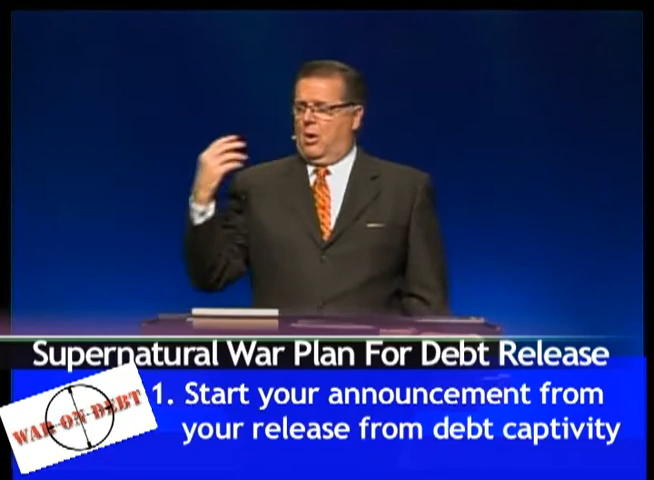 Supernatural War Plan For Debt Release
WAR ON DEBT
1. Start your announcement from
your release from debt captivity